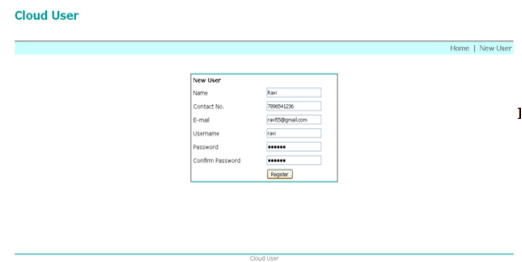 Cloud User
Home | New User
New User
Name Ravi
Contact No. 7896541236
E-mail ravi55@gmail.com
Username ravi
Password ●●●●●●
Confirm Password ●●●●●●
Register
Cloud User